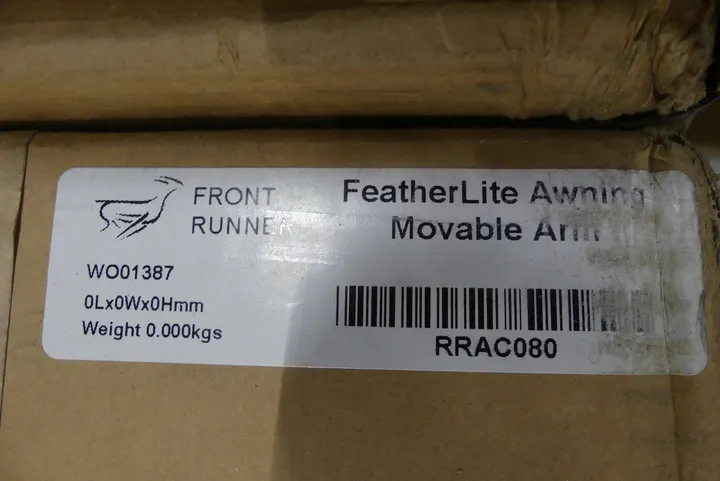 FRONT
RUNNER
FeatherLite Awning
Movable Arm
WO01387
0Lx0Wx0Hmm
Weight 0.000kgs
RRAC080